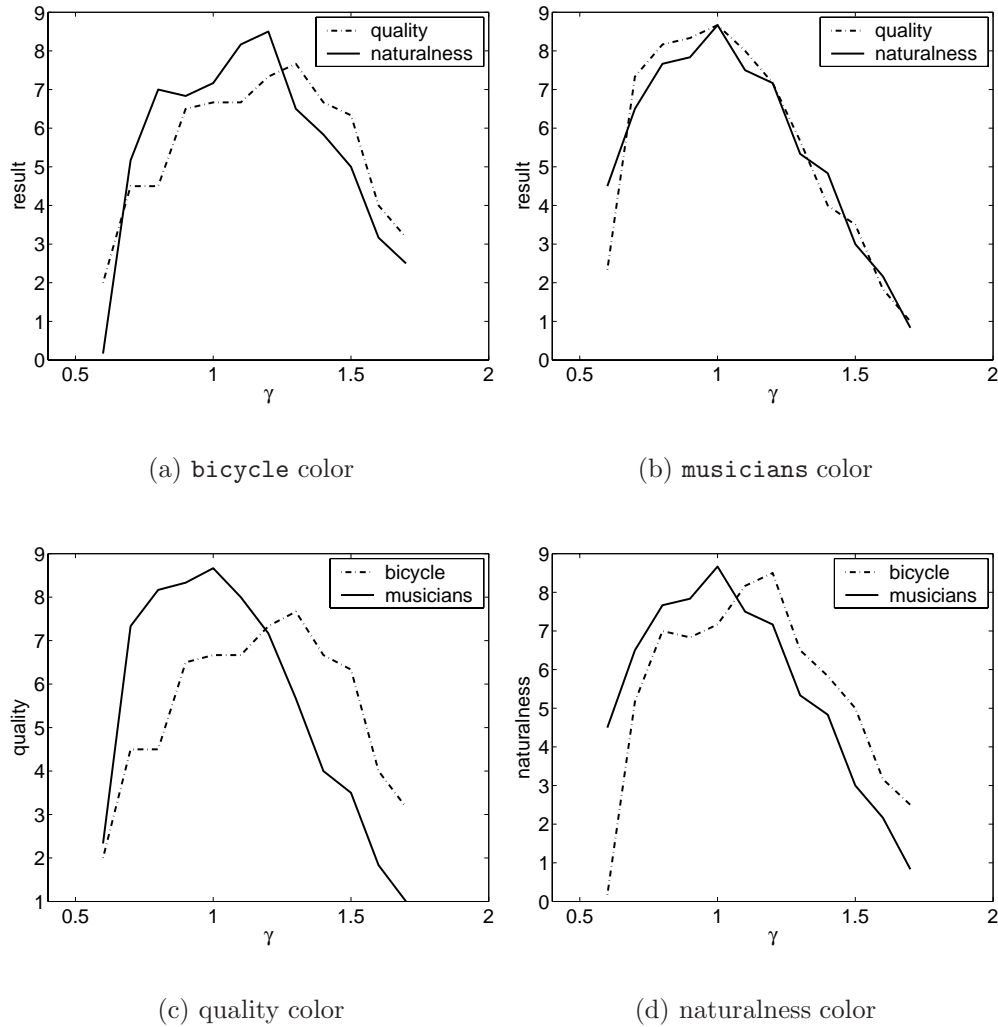 9
8
7
6
5
4
3
2
1
0
result
quality
naturalness
0.5 1 1.5 2
γ
(a) bicycle color
9
8
7
6
5
4
3
2
1
0
result
quality
naturalness
0.5 1 1.5 2
γ
(b) musicians color
9
8
7
6
5
4
3
2
1
quality
bicycle
musicians
0.5 1 1.5 2
γ
(c) quality color
9
8
7
6
5
4
3
2
1
0
naturalness
bicycle
musicians
0.5 1 1.5 2
γ
(d) naturalness color